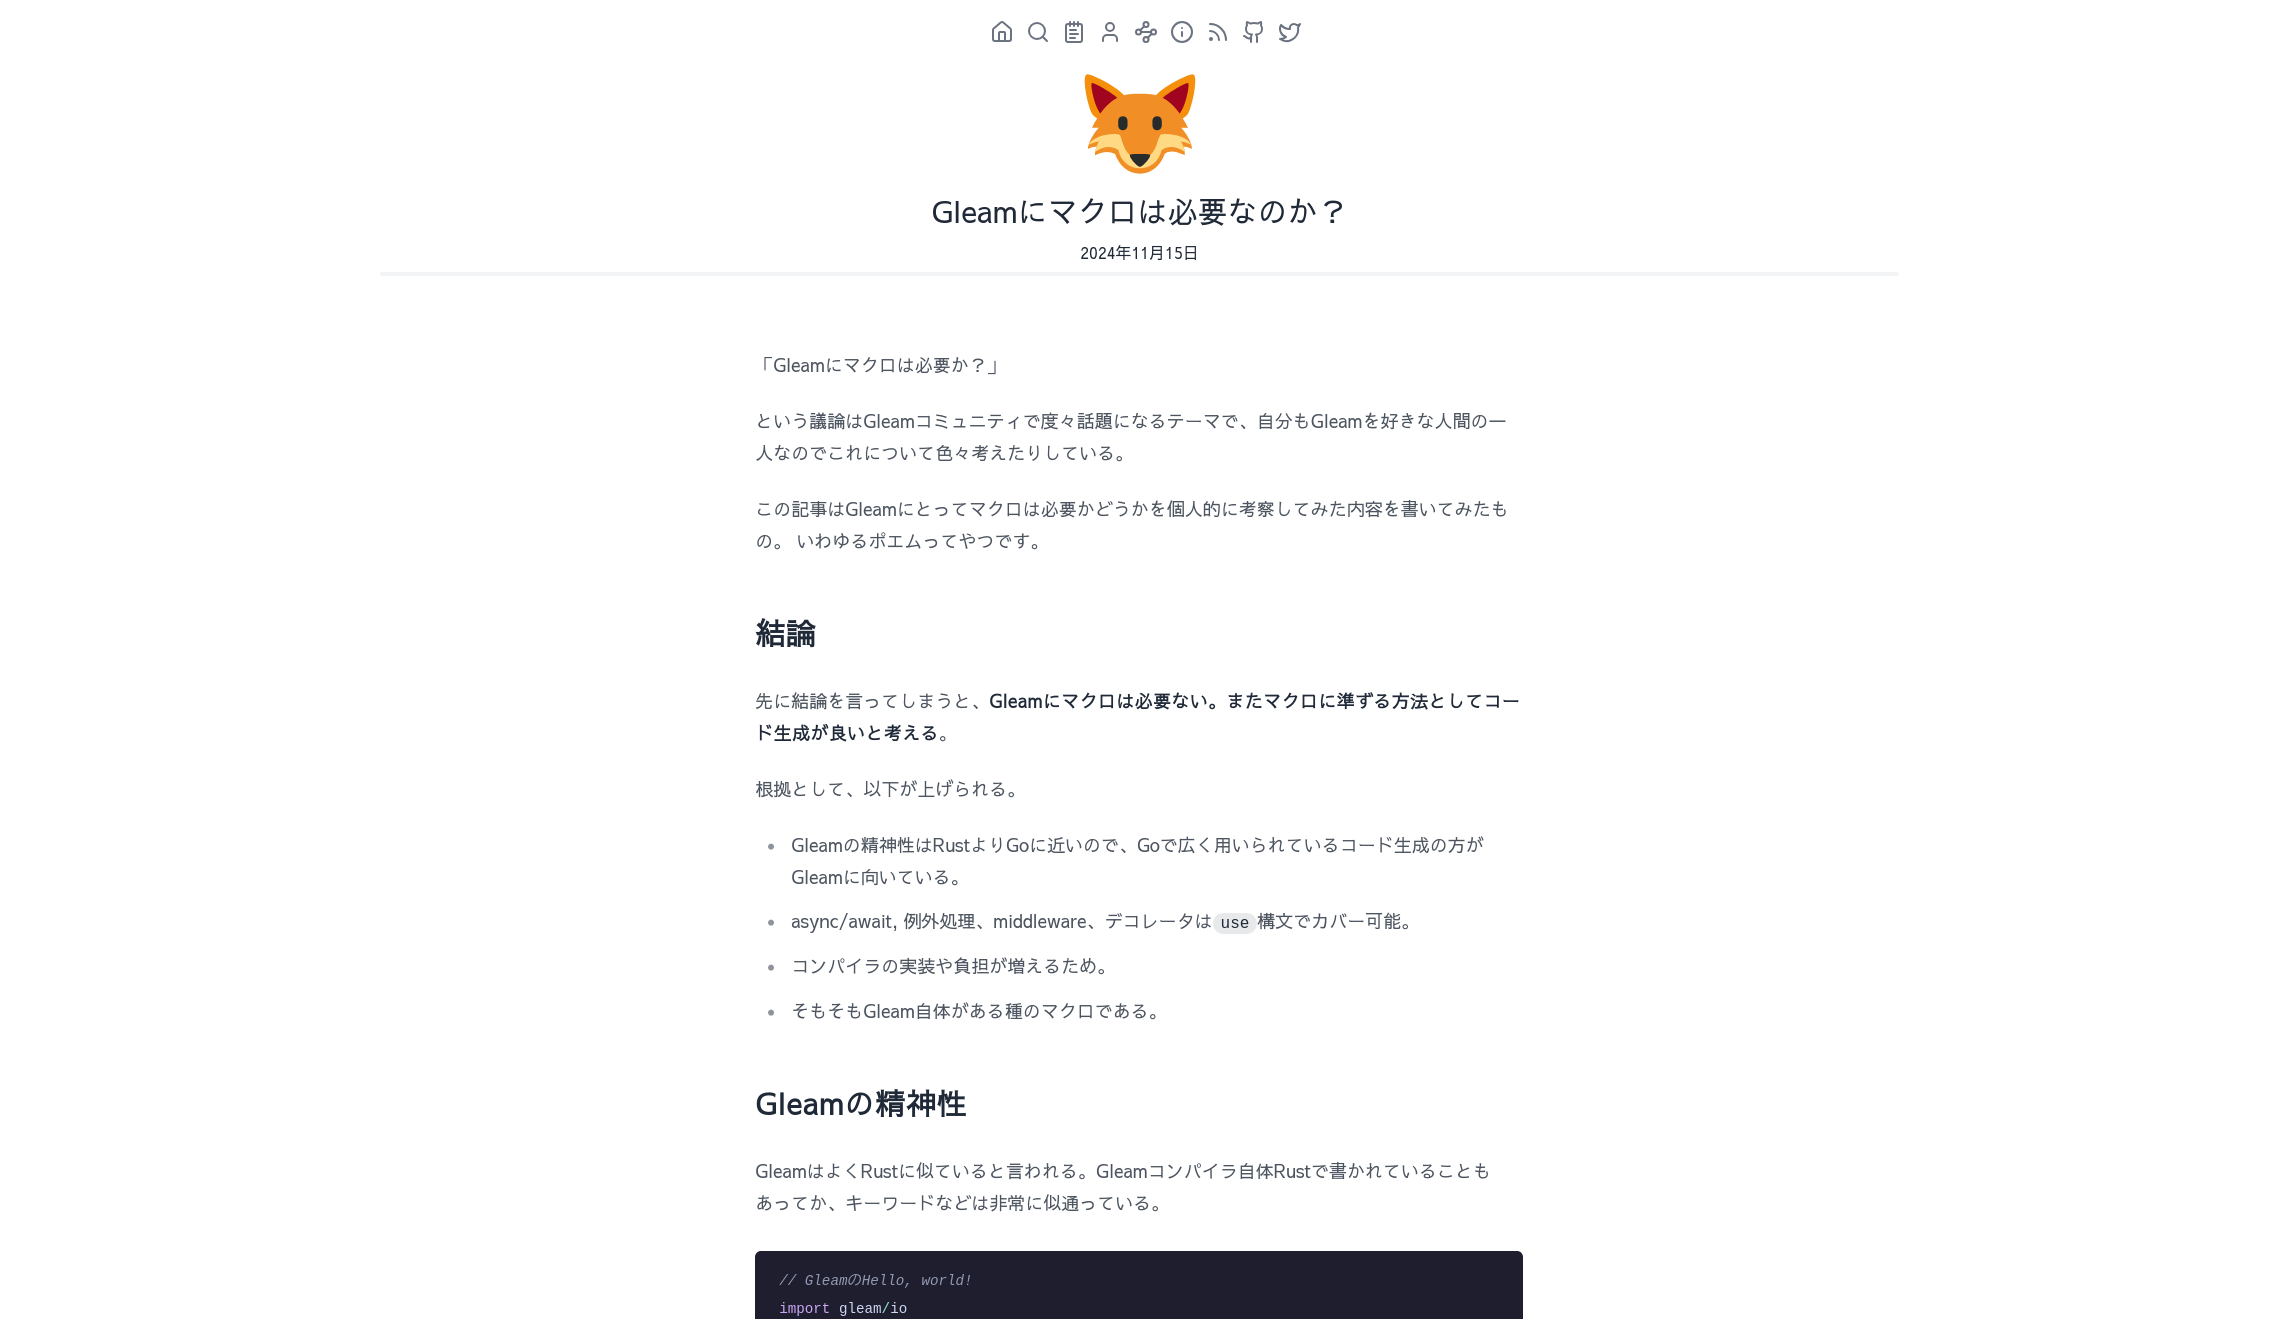 Gleamにマクロは必要なのか？
2024年11月15日
「Gleamにマクロは必要か？」
という議論はGleamコミュニティで度々話題になるテーマで、自分もGleamを好きな人間の一
人なのでこれについて色々考えたりしている。
この記事はGleamにとってマクロは必要かどうかを個人的に考察してみた内容を書いてみたも
の。 いわゆるポエムってやつです。
結論
先に結論を言ってしまうと、Gleamにマクロは必要ない。またマクロに準ずる方法としてコー
ド生成が良いと考える。
根拠として、以下が上げられる。
• Gleamの精神性はRustよりGoに近いので、Goで広く用いられているコード生成の方が
Gleamに向いている。
• async/await, 例外処理、middleware、デコレータはuse構文でカバー可能。
• コンパイラの実装や負担が増えるため。
• そもそもGleam自体がある種のマクロである。
Gleamの精神性
GleamはよくRustに似ていると言われる。Gleamコンパイラ自体Rustで書かれていることも
あってか、キーワードなどは非常に似通っている。
// GleamのHello, world!
import gleam/io